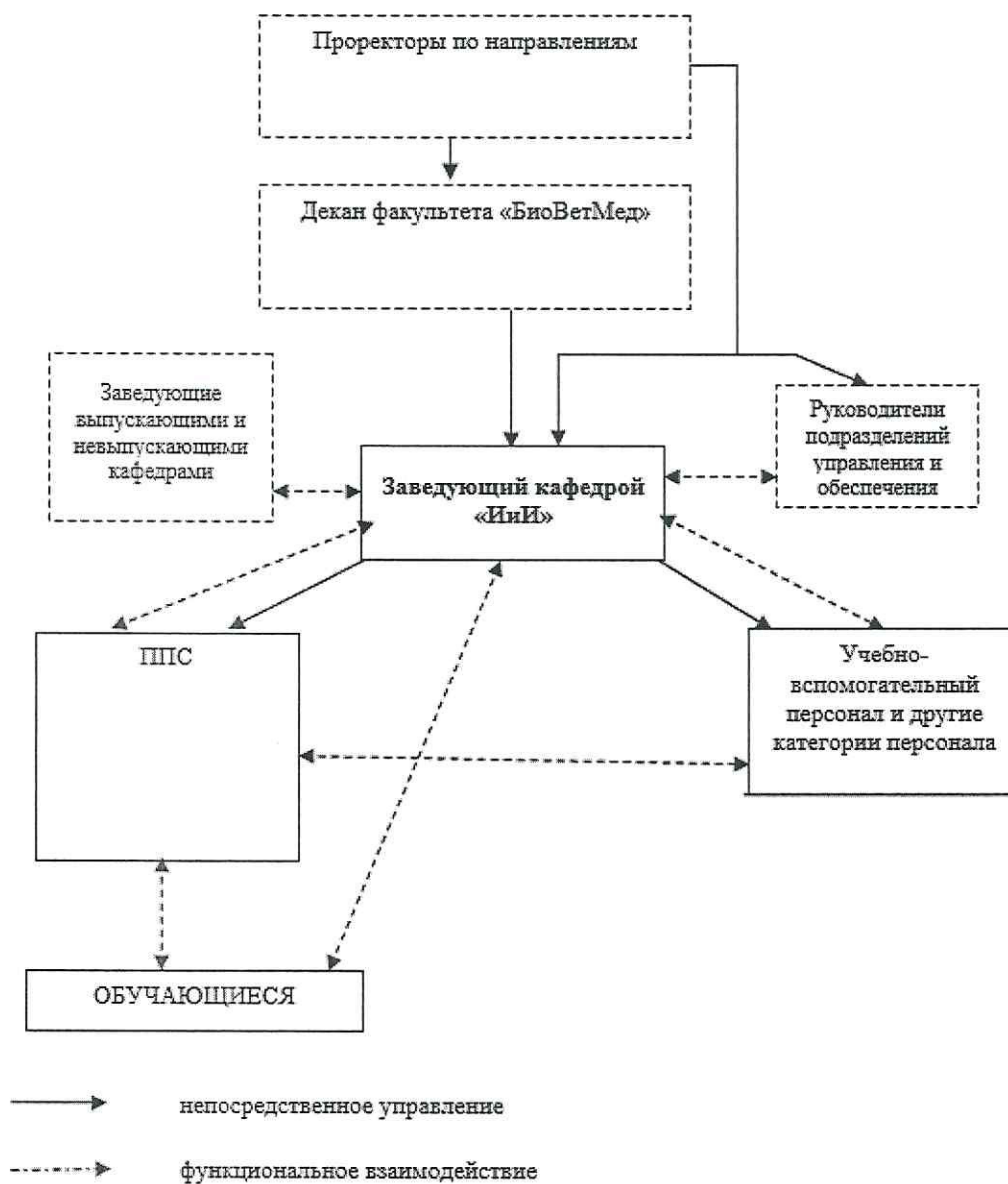 Проректоры по направлениям
Декан факультета «БиоВетМед»
Заведующие
выпускающими и
невыпускающими
кафедрами
Руководители
подразделений
управления и
обеспечения
Заведующий кафедрой
«ИиИ»
ППС
Учебно-
вспомогательный
персонал и другие
категории персонала
ОБУЧАЮЩИЕСЯ
непосредственное управление
функциональное взаимодействие